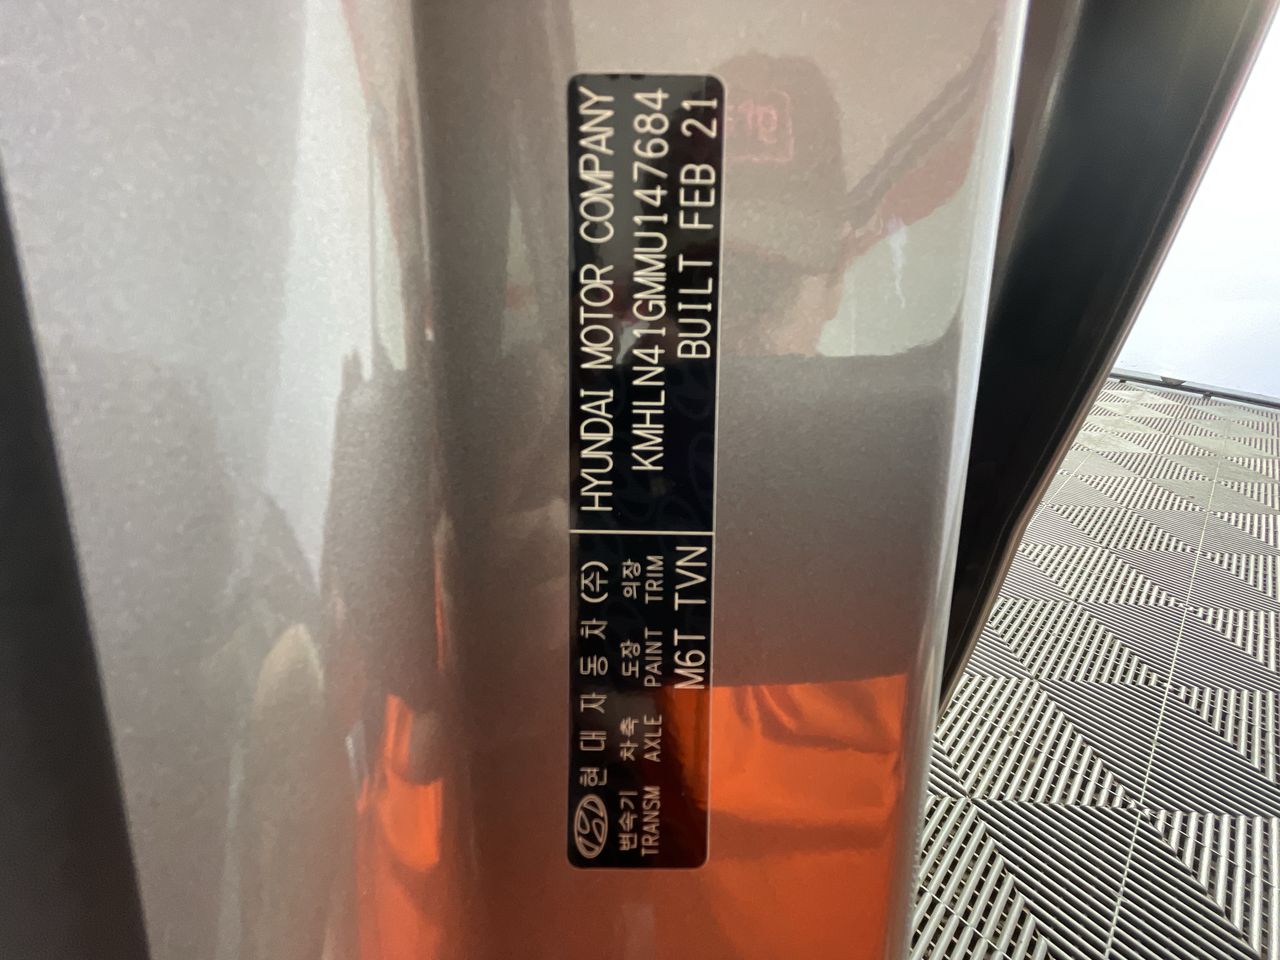 현 대 자 동 차 (주)
HYUNDAI MOTOR COMPANY
변속기 차축 도장 의장
KMHLN41GMMU147684
TRANSM AXLE PAINT TRIM
M6T TVN
BUILT FEB 21